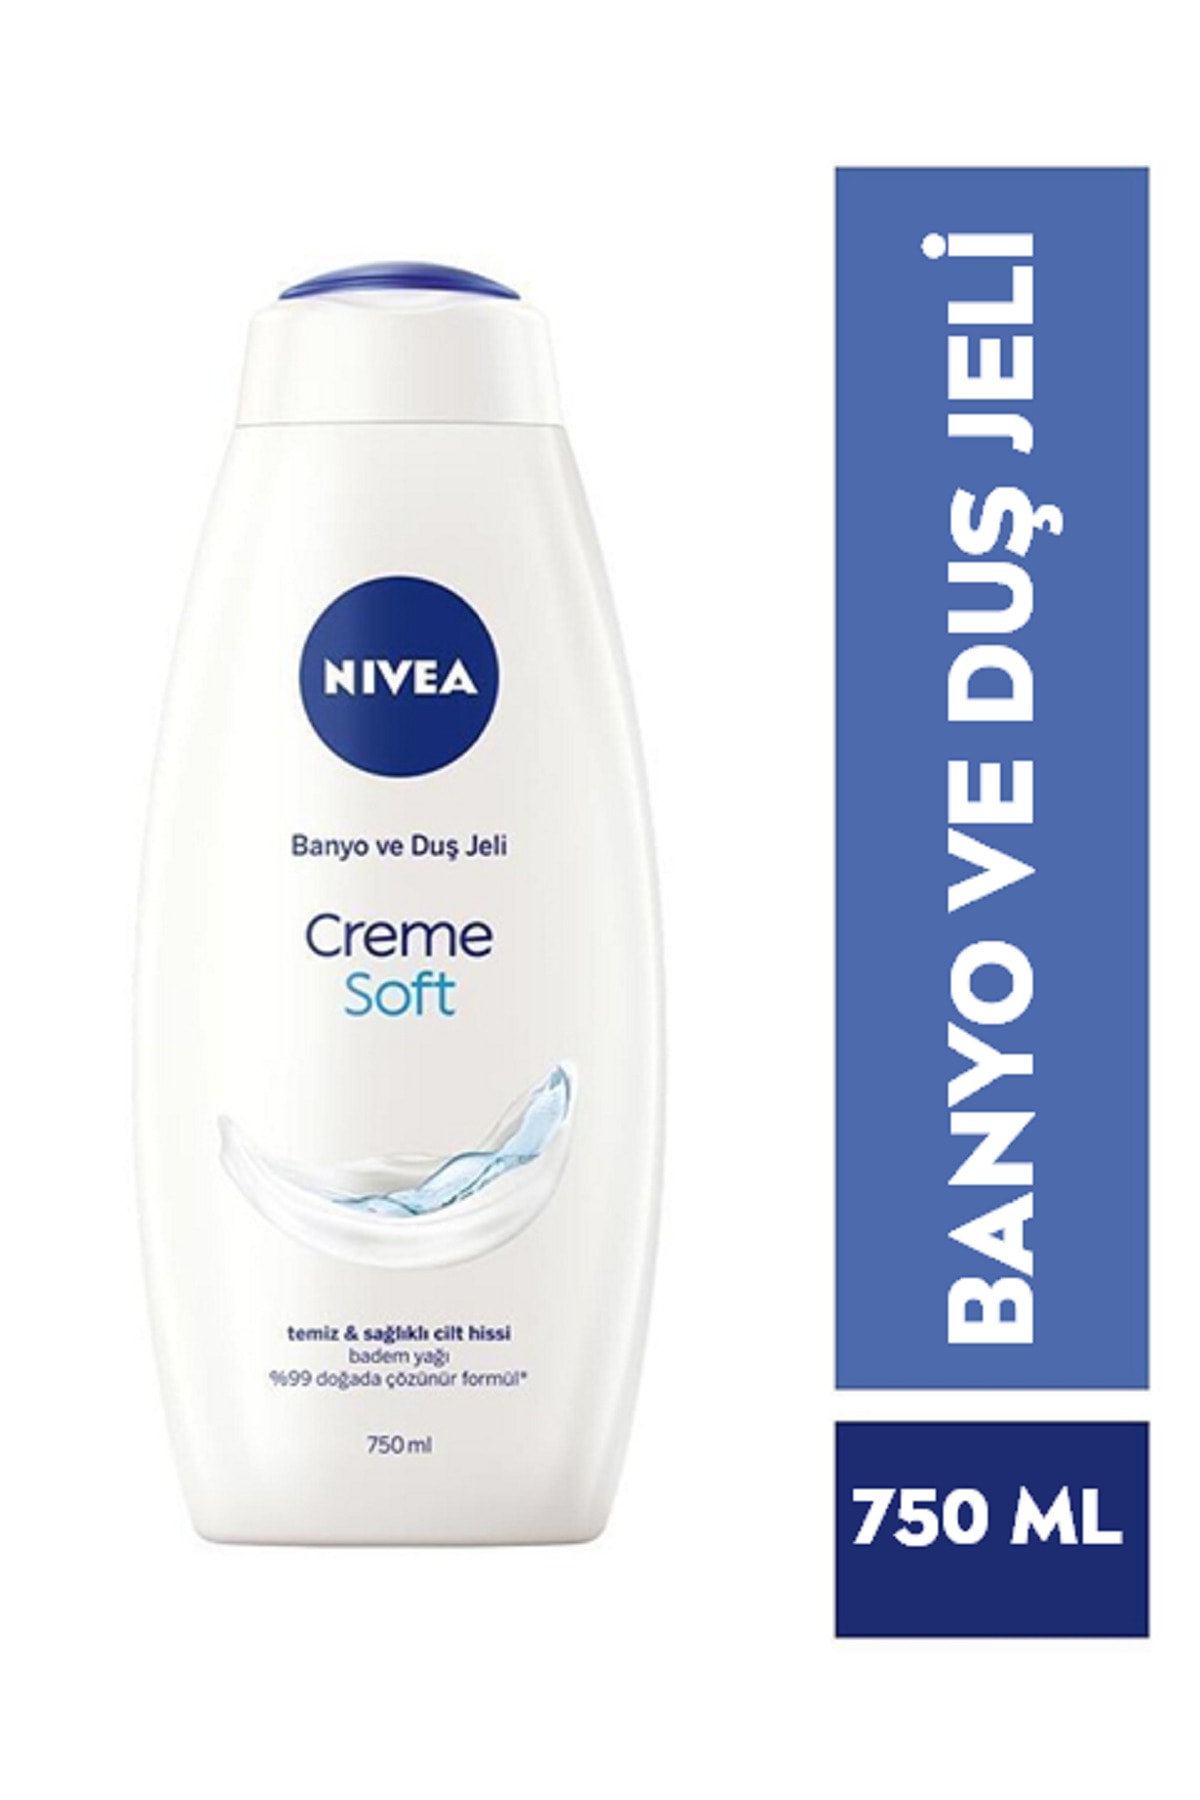 NIVEA
Banyo ve Duş Jeli
Creme
Soft
temiz & sağlıklı cilt hissi
badem yağı
%99 doğada çözünür formül*
750 ml
BANYO VE DUŞ JELİ
750 ML